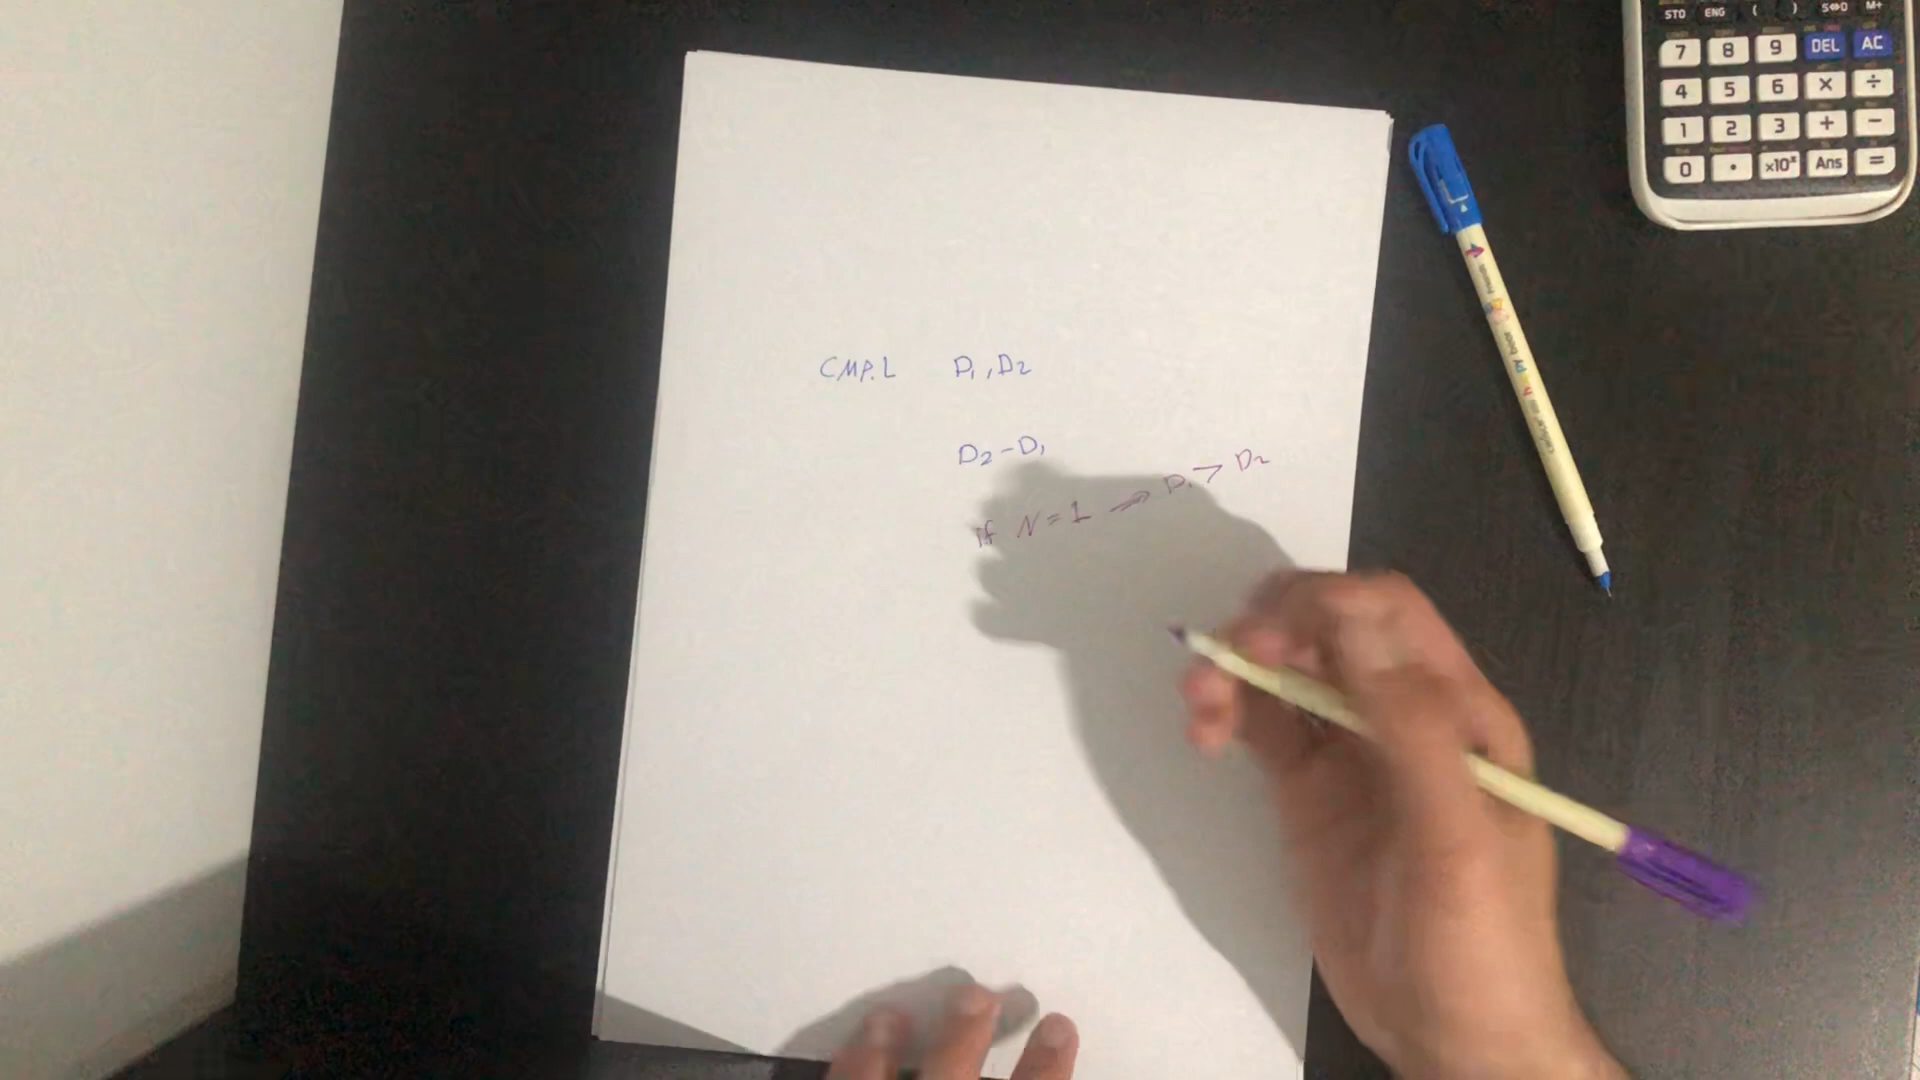 STO ENG ( ) S⇔D M+
7 8 9 DEL AC
4 5 6 × ÷
1 2 3 + −
0 • ×10ˣ Ans =
CMP.L D₁,D₂
D₂-D₁
if N=1 ⇒ D₁>D₂